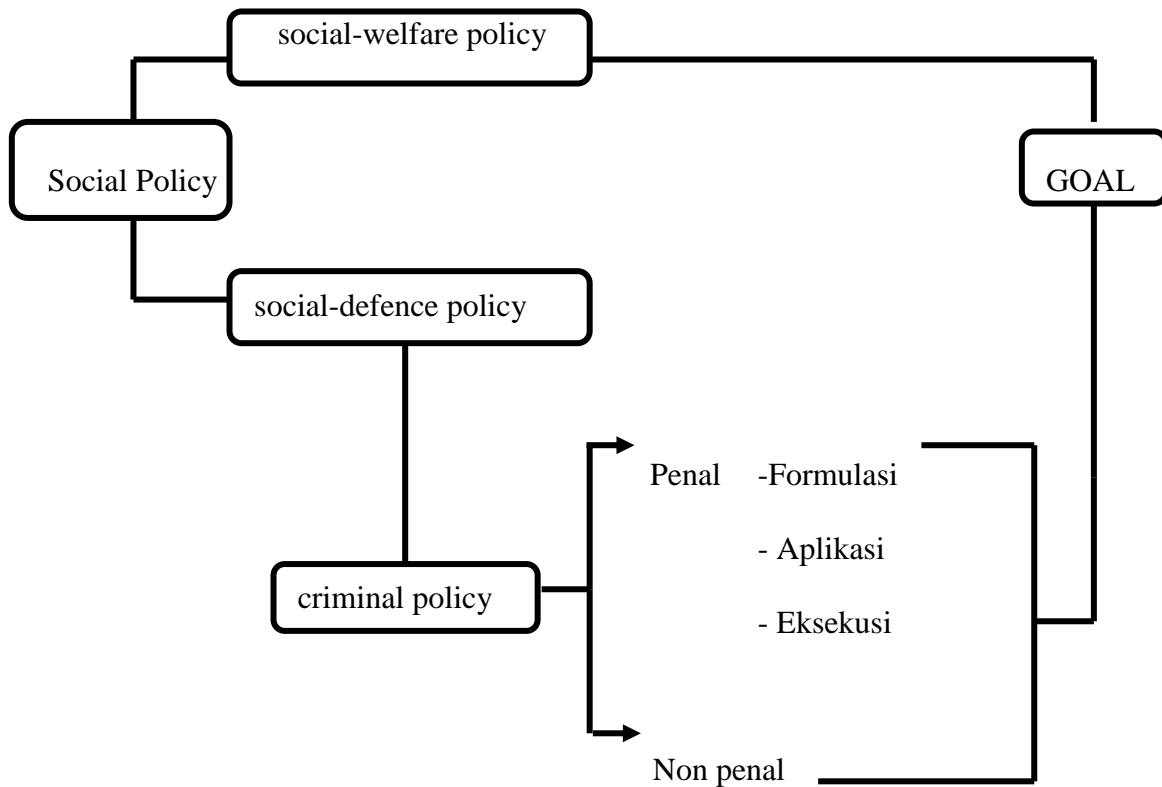 social-welfare policy
Social Policy
GOAL
social-defence policy
Penal -Formulasi
- Aplikasi
criminal policy
- Eksekusi
Non penal